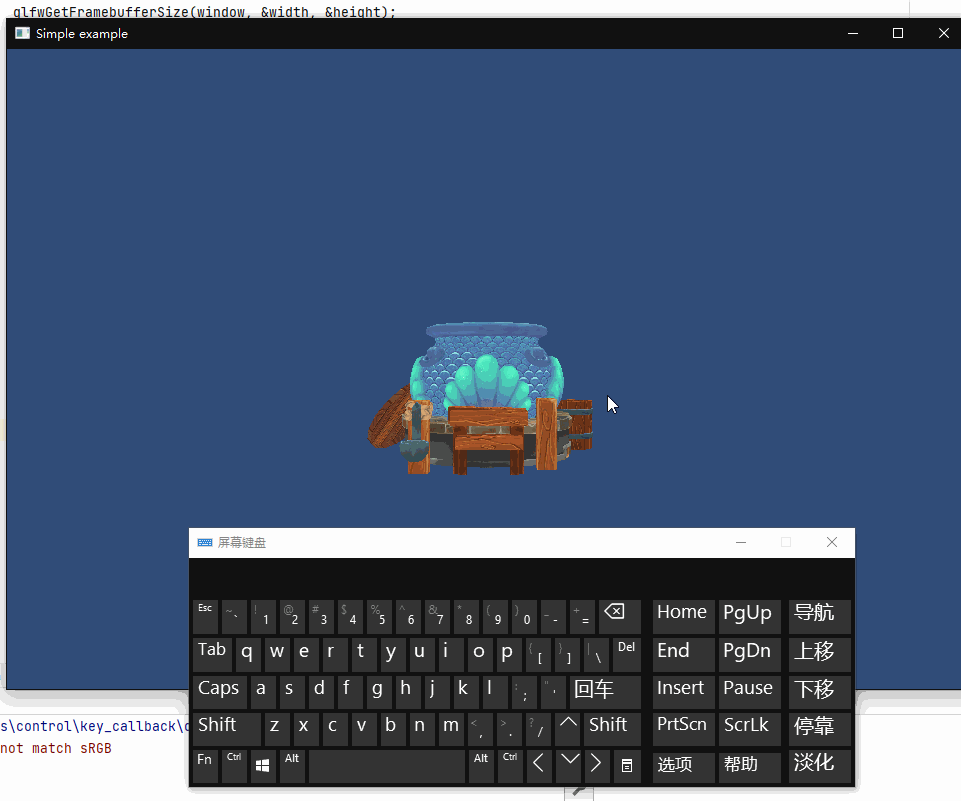 glfwGetFramebufferSize(window, &width, &height);
Simple example
屏幕键盘
Esc ~ ` ! 1 @ 2 # 3 $ 4 % 5 ^ 6 & 7 * 8 ( 9 ) 0 _ - + = Home PgUp 导航
Tab q w e r t y u i o p { [ } ] | \ Del End PgDn 上移
Caps a s d f g h j k l : ; " ' 回车 Insert Pause 下移
Shift z x c v b n m < , > . ? / Shift PrtScn ScrLk 停靠
Fn Ctrl Alt Alt Ctrl 选项 帮助 淡化
s\control\key_callback\
not match sRGB